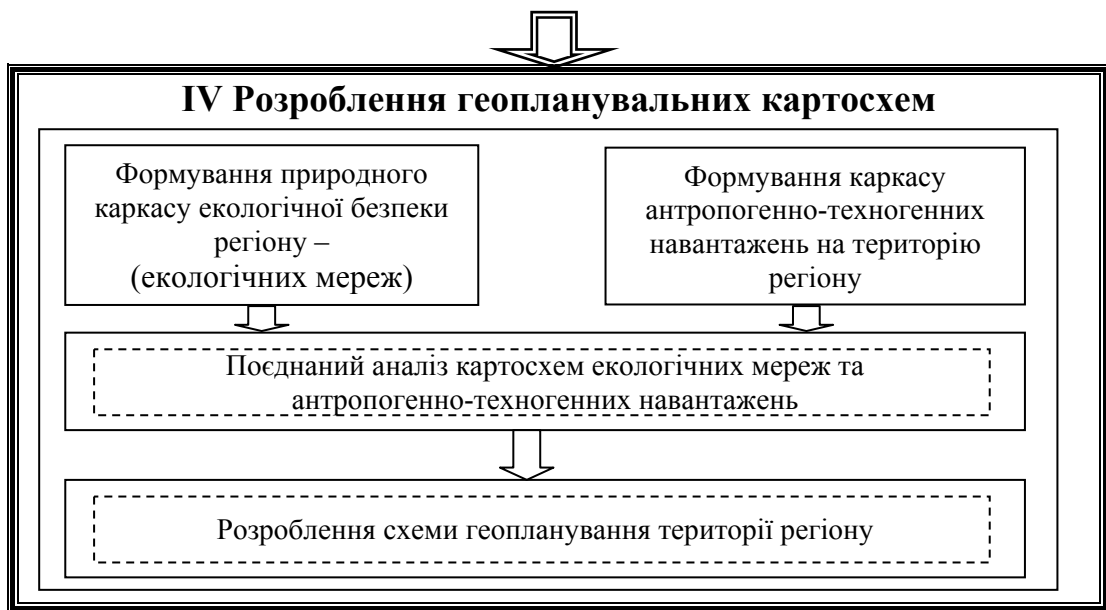 IV Розроблення геопланувальних картосхем
Формування природного
каркасу екологічної безпеки
регіону –
(екологічних мереж)
Формування каркасу
антропогенно-техногенних
навантажень на територію
регіону
Поєднаний аналіз картосхем екологічних мереж та
антропогенно-техногенних навантажень
Розроблення схеми геопланування території регіону